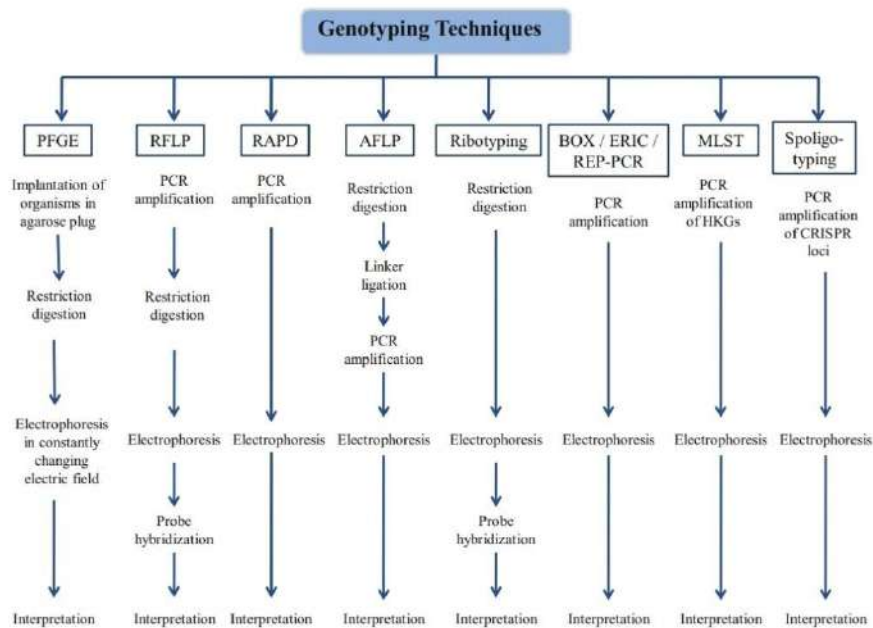 Genotyping Techniques
PFGE
Implantation of
organisms in
agarose plug
Restriction
digestion
Electrophoresis
in constantly
changing
electric field
Interpretation
RFLP
PCR
amplification
Restriction
digestion
Electrophoresis
Probe
hybridization
Interpretation
RAPD
PCR
amplification
Electrophoresis
Interpretation
AFLP
Restriction
digestion
Linker
ligation
PCR
amplification
Electrophoresis
Interpretation
Ribotyping
Restriction
digestion
Electrophoresis
Probe
hybridization
Interpretation
BOX / ERIC /
REP-PCR
PCR
amplification
Electrophoresis
Interpretation
MLST
PCR
amplification
of HKGs
Electrophoresis
Interpretation
Spoligo-
typing
PCR
amplification
of CRISPR
loci
Electrophoresis
Interpretation